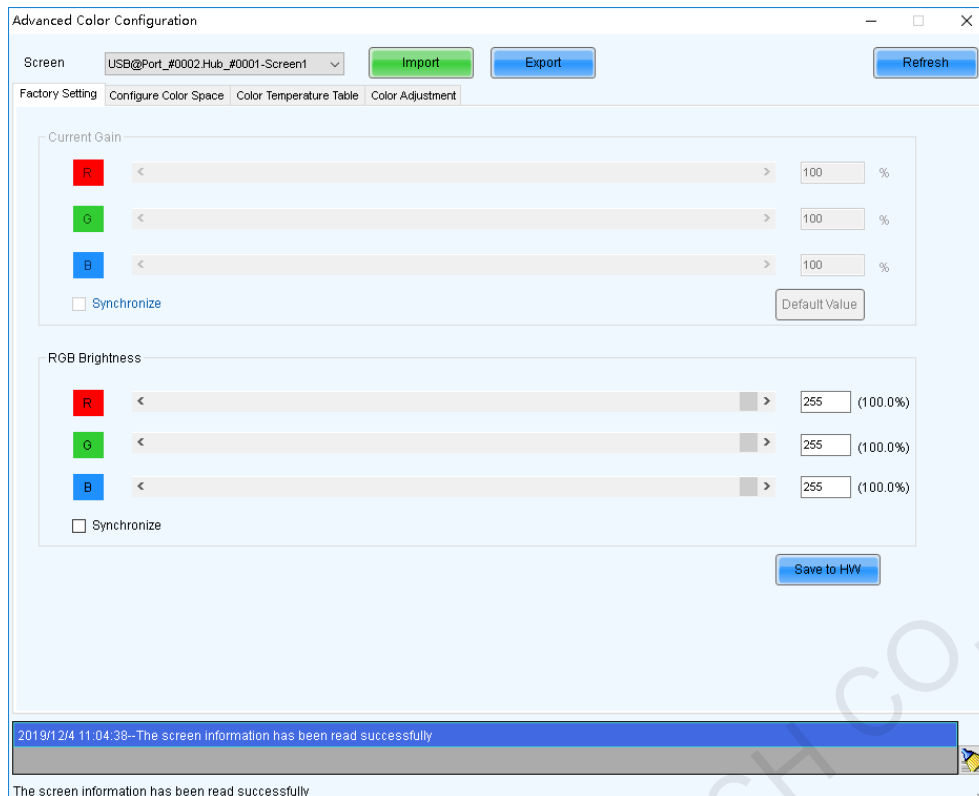 Advanced Color Configuration
Screen USB@Port_#0002.Hub_#0001-Screen1 Import Export Refresh
Factory Setting Configure Color Space Color Temperature Table Color Adjustment
Current Gain
R 100 %
G 100 %
B 100 %
Synchronize Default Value
RGB Brightness
R 255 (100.0%)
G 255 (100.0%)
B 255 (100.0%)
Synchronize
Save to HW
CH CO.
2019/12/4 11:04:38--The screen information has been read successfully
The screen information has been read successfully